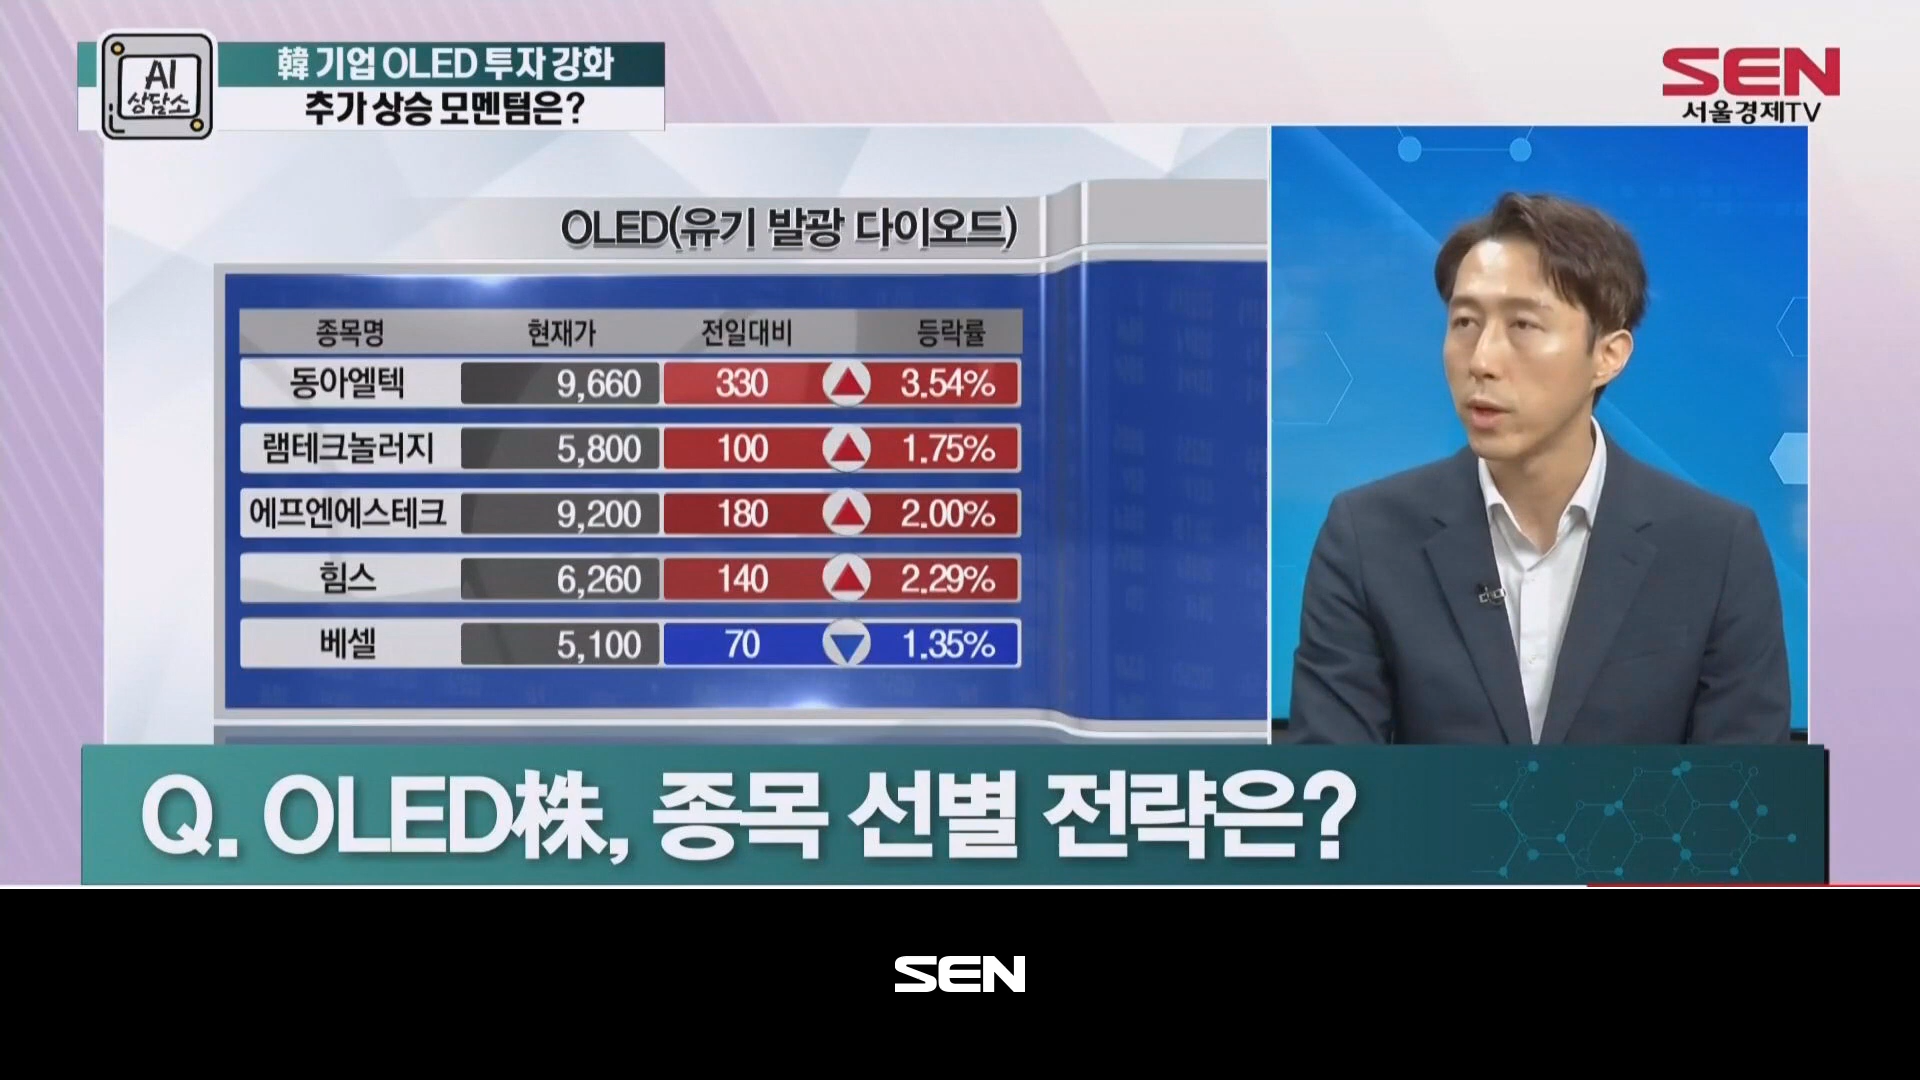 AI
상담소
韓 기업 OLED 투자 강화
추가 상승 모멘텀은?
SEN
서울경제TV
OLED(유기 발광 다이오드)
종목명 현재가 전일대비 등락률
동아엘텍 9,660 330 ▲ 3.54%
램테크놀러지 5,800 100 ▲ 1.75%
에프엔에스테크 9,200 180 ▲ 2.00%
힘스 6,260 140 ▲ 2.29%
베셀 5,100 70 ▼ 1.35%
Q. OLED株, 종목 선별 전략은?
SEN